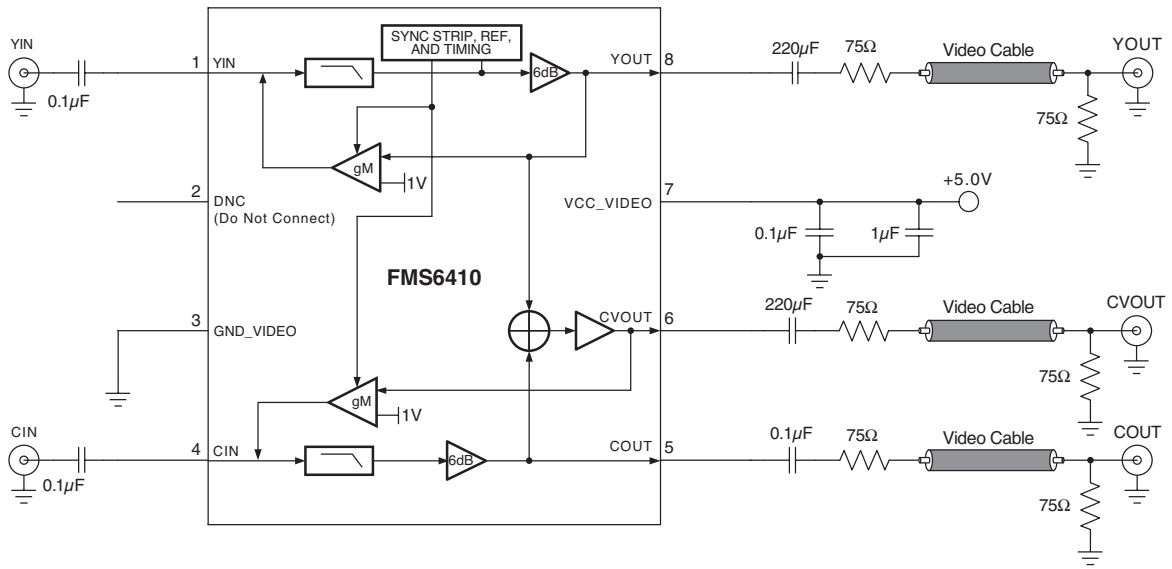 YIN
0.1µF
1
YIN
SYNC STRIP, REF,
AND TIMING
6dB
YOUT
8
220µF
75Ω
Video Cable
YOUT
75Ω
gM
1V
2
DNC
(Do Not Connect)
VCC_VIDEO
7
+5.0V
0.1µF
1µF
FMS6410
3
GND_VIDEO
CVOUT
6
220µF
75Ω
Video Cable
CVOUT
75Ω
gM
1V
CIN
0.1µF
4
CIN
6dB
COUT
5
0.1µF
75Ω
Video Cable
COUT
75Ω